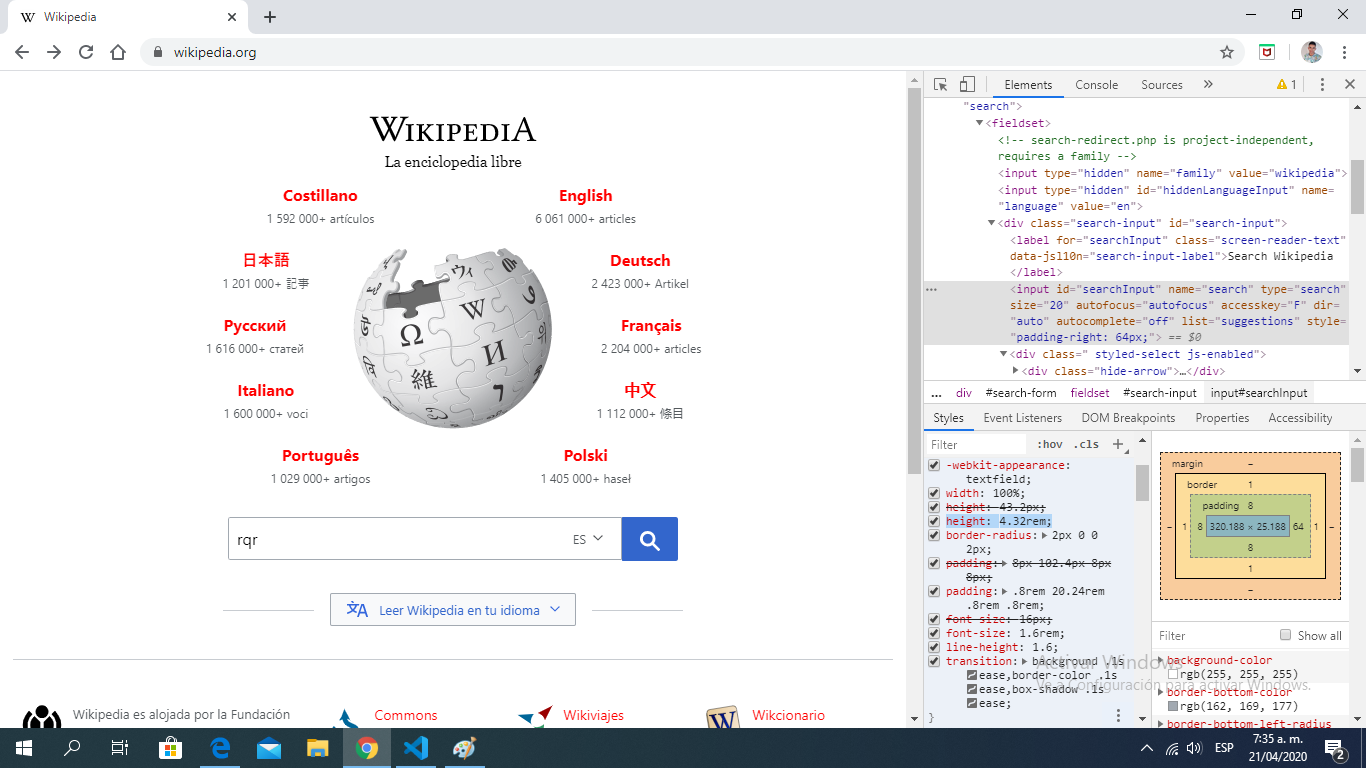 Wikipedia
wikipedia.org
WIKIPEDIA
La enciclopedia libre
Costillano
1 592 000+ artículos
English
6 061 000+ articles
日本語
1 201 000+ 記事
Deutsch
2 423 000+ Artikel
Русский
1 616 000+ статей
Français
2 204 000+ articles
Italiano
1 600 000+ voci
中文
1 112 000+ 條目
Português
1 029 000+ artigos
Polski
1 405 000+ haseł
Ω
W
И
維
rqr
ES
Leer Wikipedia en tu idioma
Wikipedia es alojada por la Fundación
Commons
Wikiviajes
Wikcionario
Elements Console Sources » 1
"search">
<fieldset>
<!-- search-redirect.php is project-independent,
requires a family -->
<input type="hidden" name="family" value="wikipedia">
<input type="hidden" id="hiddenLanguageInput" name=
"language" value="en">
<div class="search-input" id="search-input">
<label for="searchInput" class="screen-reader-text"
data-jsl10n="search-input-label">Search Wikipedia
</label>
<input id="searchInput" name="search" type="search"
size="20" autofocus="autofocus" accesskey="F" dir=
"auto" autocomplete="off" list="suggestions" style=
"padding-right: 64px;"> == $0
<div class=" styled-select js-enabled">
<div class="hide-arrow">…</div>
... div #search-form fieldset #search-input input#searchInput
Styles Event Listeners DOM Breakpoints Properties Accessibility
Filter :hov .cls +
-webkit-appearance:
textfield;
width: 100%;
height: 43.2px;
height: 4.32rem;
border-radius: 2px 0 0
2px;
padding: 8px 102.4px 8px
8px;
padding: .8rem 20.24rem
.8rem .8rem;
font-size: 16px;
font-size: 1.6rem;
line-height: 1.6;
transition: background .1s
ease,border-color .1s
ease,box-shadow .1s
ease;
}
margin –
border 1
padding 8
– 1 8 320.188 × 25.188 64 1 –
8
1
–
Filter Show all
background-color
rgb(255, 255, 255)
border-bottom-color
rgb(162, 169, 177)
border-bottom-left-radius
Activar Windows
Ve a Configuración para activar Windows.
ESP
7:35 a. m.
21/04/2020
2